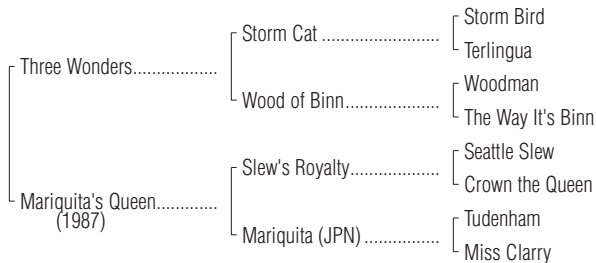 Storm Bird
Storm Cat ........................
Terlingua
Three Wonders.................
Woodman
Wood of Binn...................
The Way It's Binn
Seattle Slew
Slew's Royalty..................
Crown the Queen
Mariquita's Queen............
(1987)
Tudenham
Mariquita (JPN) ...............
Miss Clarry